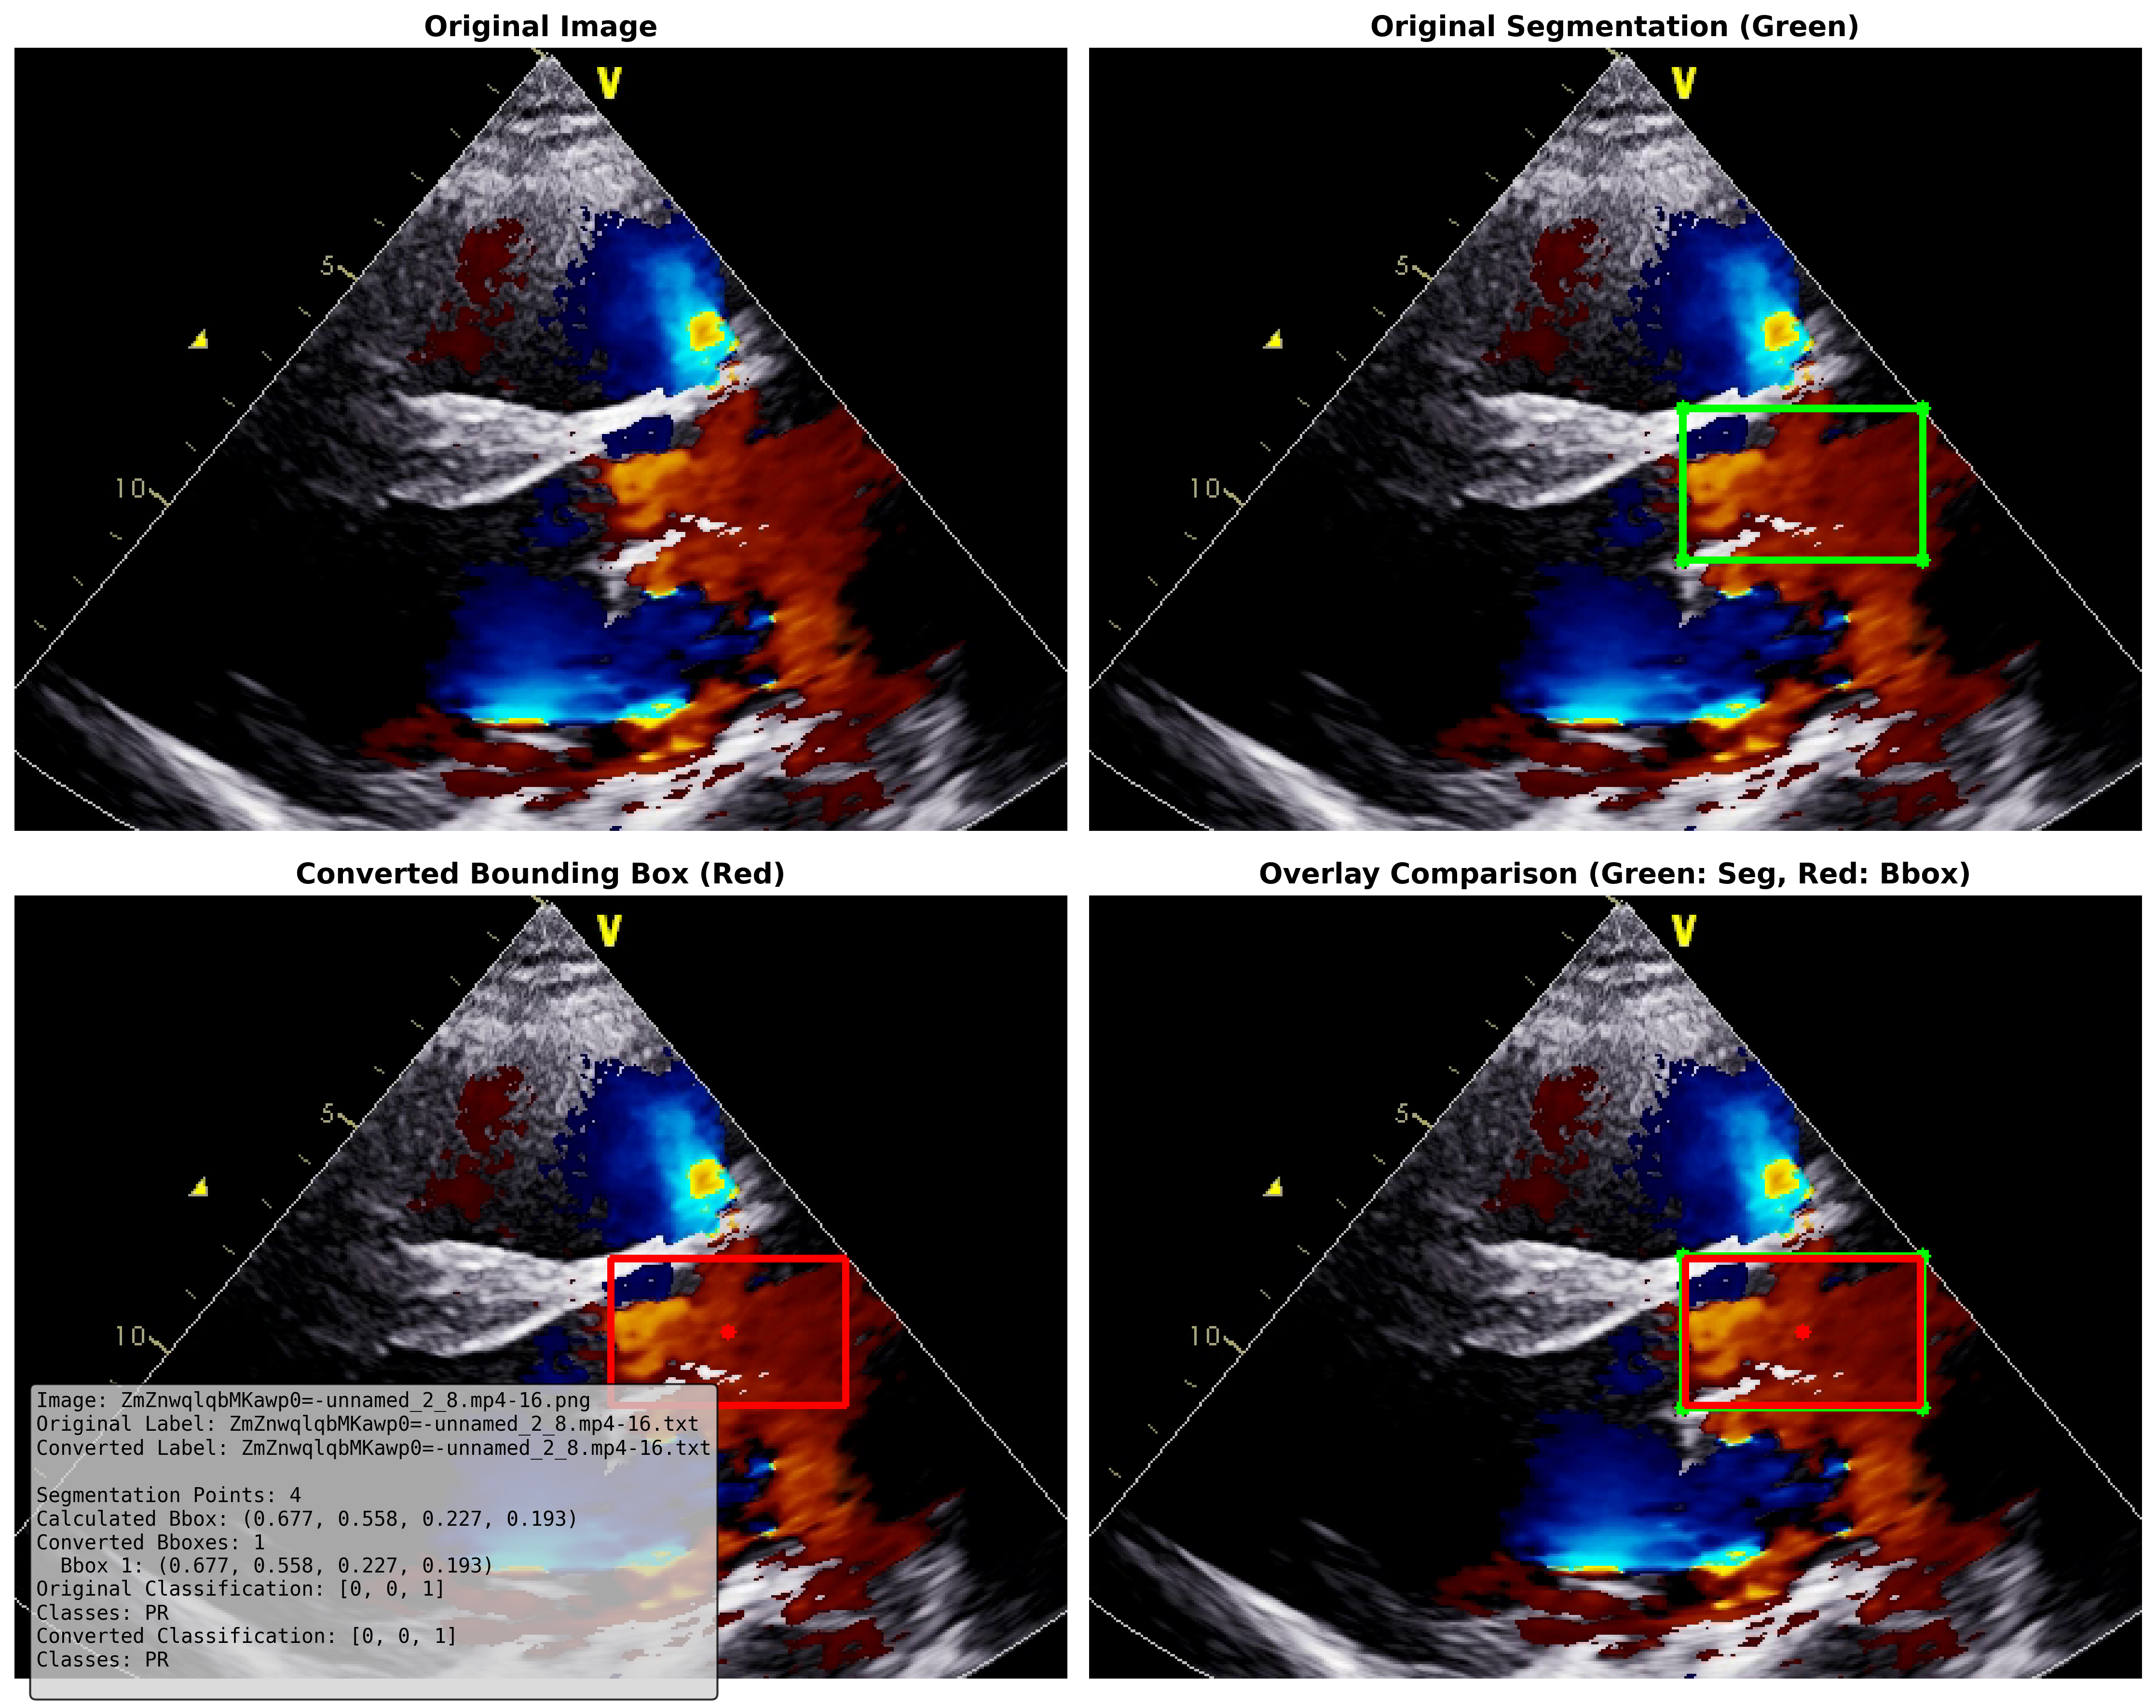 Original Image
Original Segmentation (Green)
V
5
10
V
5
10
Converted Bounding Box (Red)
Overlay Comparison (Green: Seg, Red: Bbox)
V
5
10
V
5
10
Image: ZmZnwqlqbMKawp0=-unnamed_2_8.mp4-16.png
Original Label: ZmZnwqlqbMKawp0=-unnamed_2_8.mp4-16.txt
Converted Label: ZmZnwqlqbMKawp0=-unnamed_2_8.mp4-16.txt
Segmentation Points: 4
Calculated Bbox: (0.677, 0.558, 0.227, 0.193)
Converted Bboxes: 1
Bbox 1: (0.677, 0.558, 0.227, 0.193)
Original Classification: [0, 0, 1]
Classes: PR
Converted Classification: [0, 0, 1]
Classes: PR